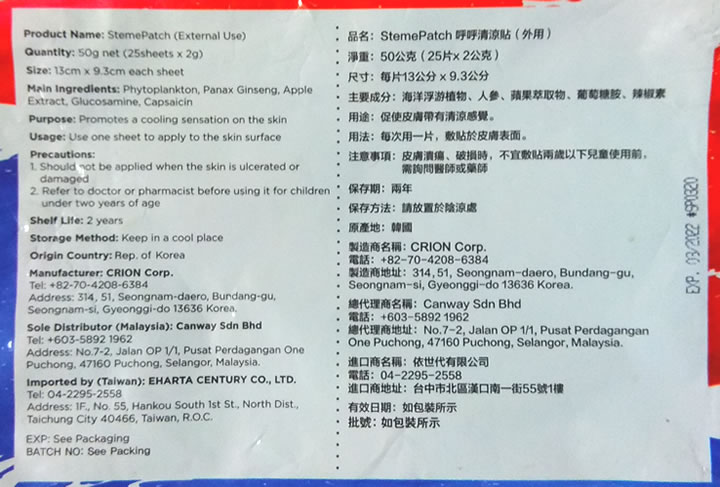 Product Name: StemePatch (External Use)
Quantity: 50g net (25sheets x 2g)
Size: 13cm x 9.3cm each sheet
Main Ingredients: Phytoplankton, Panax Ginseng, Apple
Extract, Glucosamine, Capsaicin
Purpose: Promotes a cooling sensation on the skin
Usage: Use one sheet to apply to the skin surface
Precautions:
1. Should not be applied when the skin is ulcerated or
damaged
2. Refer to doctor or pharmacist before using it for children
under two years of age
Shelf Life: 2 years
Storage Method: Keep in a cool place
Origin Country: Rep. of Korea
Manufacturer: CRION Corp.
Tel: +82-70-4208-6384
Address: 314, 51, Seongnam-daero, Bundang-gu,
Seongnam-si, Gyeonggi-do 13636 Korea.
Sole Distributor (Malaysia): Canway Sdn Bhd
Tel: +603-5892 1962
Address: No.7-2, Jalan OP 1/1, Pusat Perdagangan One
Puchong, 47160 Puchong, Selangor, Malaysia.
Imported by (Taiwan): EHARTA CENTURY CO., LTD.
Tel: 04-2295-2558
Address: 1F., No. 55, Hankou South 1st St., North Dist.,
Taichung City 40466, Taiwan, R.O.C.
EXP: See Packaging
BATCH NO: See Packing
品名: StemePatch 呼呼清涼貼 (外用)
淨重: 50公克 (25片x 2公克)
尺寸: 每片13公分 x 9.3公分
主要成分: 海洋浮游植物、人參、蘋果萃取物、葡萄糖胺、辣椒素
用途: 促使皮膚帶有清涼感覺。
用法: 每次用一片, 敷貼於皮膚表面。
注意事項: 皮膚潰瘍、破損時, 不宜敷貼兩歲以下兒童使用前,
需詢問醫師或藥師
保存期: 兩年
保存方法: 請放置於陰涼處
原產地: 韓國
製造商名稱: CRION Corp.
電話: +82-70-4208-6384
製造商地址: 314, 51, Seongnam-daero, Bundang-gu,
Seongnam-si, Gyeonggi-do 13636 Korea.
總代理商名稱: Canway Sdn Bhd
電話: +603-5892 1962
總代理商地址: No.7-2, Jalan OP 1/1, Pusat Perdagangan
One Puchong, 47160 Puchong, Selangor, Malaysia.
進口商名稱: 依世代有限公司
電話: 04-2295-2558
進口商地址: 台中市北區漢口南一街55號1樓
有效日期: 如包裝所示
批號: 如包裝所示
EXP. 03/2022 #SP0320